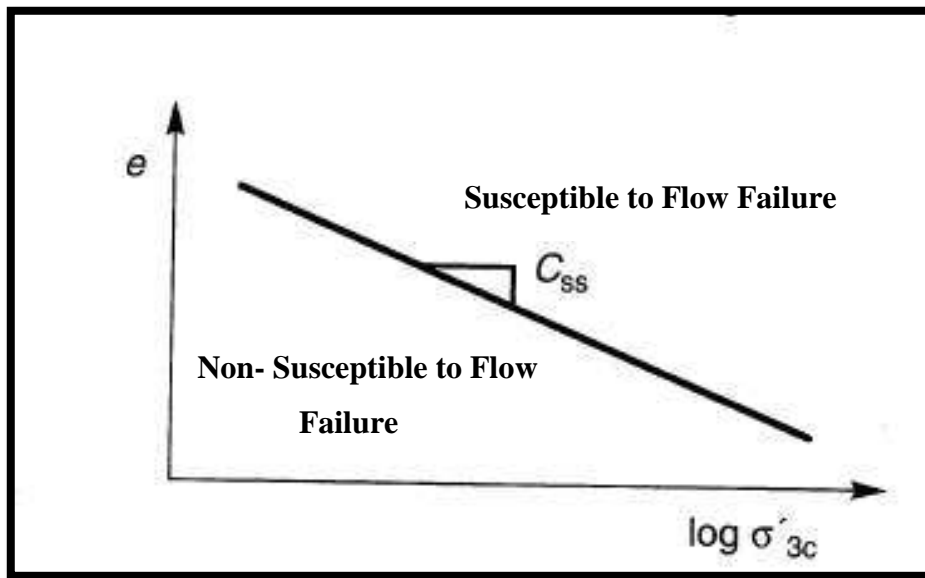 e
Susceptible to Flow Failure
Css
Non- Susceptible to Flow
Failure
log σ´3c